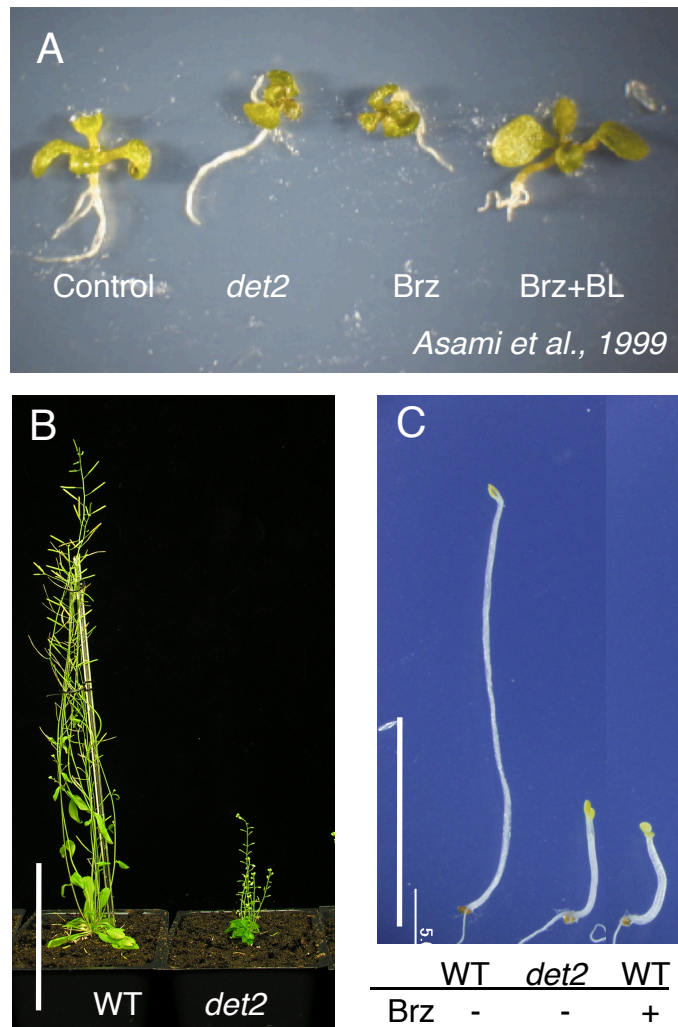 A
Control det2 Brz Brz+BL
Asami et al., 1999
B
WT det2
C
WT det2 WT
Brz - - +